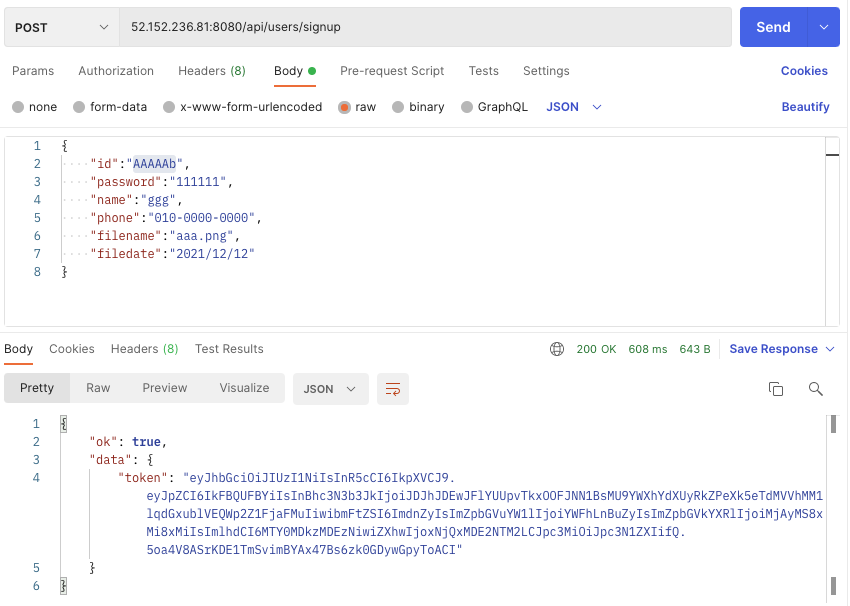 POST 52.152.236.81:8080/api/users/signup Send
Params Authorization Headers (8) Body Pre-request Script Tests Settings Cookies
none form-data x-www-form-urlencoded raw binary GraphQL JSON Beautify
1 {
2 "id":"AAAAAb",
3 "password":"111111",
4 "name":"ggg",
5 "phone":"010-0000-0000",
6 "filename":"aaa.png",
7 "filedate":"2021/12/12"
8 }
Body Cookies Headers (8) Test Results 200 OK 608 ms 643 B Save Response
Pretty Raw Preview Visualize JSON
1 {
2 "ok": true,
3 "data": {
4 "token": "eyJhbGciOiJIUzI1NiIsInR5cCI6IkpXVCJ9.
eyJpZCI6IkFBQUFBYiIsInBhc3N3b3JkIjoiJDJhJDEwJFlYUUpvTkxOOFJNN1BsMU9YWXhYdXUyRkZPeXk5eTdMVVhMM1
lqdGxublVEQWp2Z1FjaFMuIiwibmFtZSI6ImdnZyIsImZpbGVuYW1lIjoiYWFhLnBuZyIsImZpbGVkYXRlIjoiMjAyMS8x
Mi8xMiIsImlhdCI6MTY0MDkzMDEzNiwiZXhwIjoxNjQxMDE2NTM2LCJpc3MiOiJpc3N1ZXIifQ.
5oa4V8ASrKDE1TmSvimBYAx47Bs6zk0GDywGpyToACI"
5 }
6 }